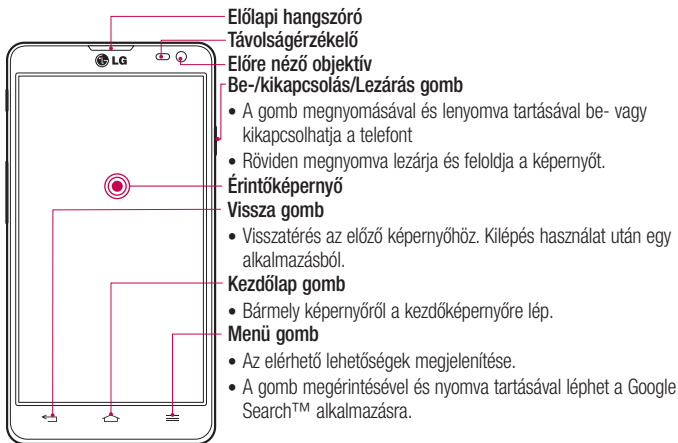 Előlapi hangszóró
Távolságérzékelő
Előre néző objektív
Be-/kikapcsolás/Lezárás gomb
• A gomb megnyomásával és lenyomva tartásával be- vagy
kikapcsolhatja a telefont
• Röviden megnyomva lezárja és feloldja a képernyőt.
Érintőképernyő
Vissza gomb
• Visszatérés az előző képernyőhöz. Kilépés használat után egy
alkalmazásból.
Kezdőlap gomb
• Bármely képernyőről a kezdőképernyőre lép.
Menü gomb
• Az elérhető lehetőségek megjelenítése.
• A gomb megérintésével és nyomva tartásával léphet a Google
Search™ alkalmazásra.
LG